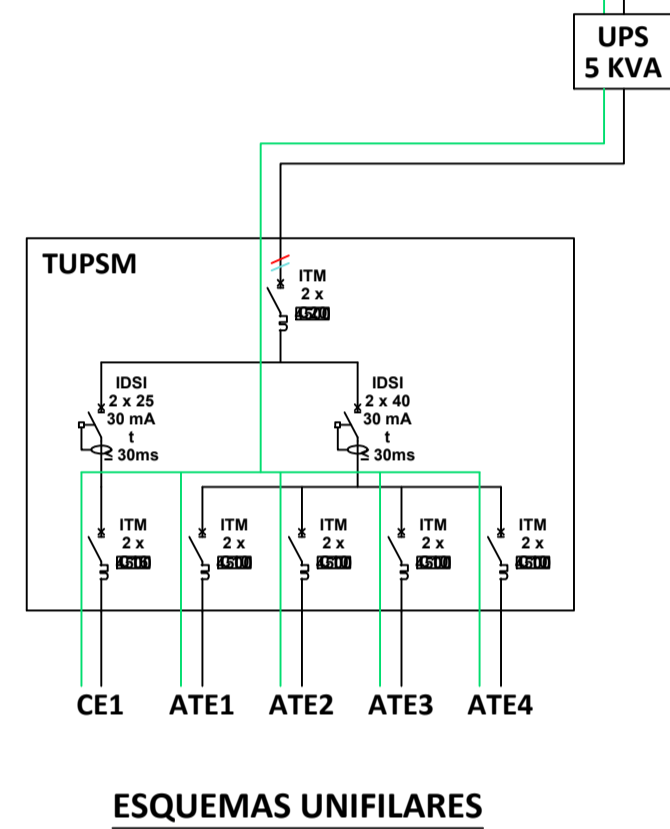 UPS
5 KVA
TUPSM
ITM
2 x
IDSI
2 x 25
30 mA
t
≤ 30ms
IDSI
2 x 40
30 mA
t
≤ 30ms
ITM
2 x
ITM
2 x
ITM
2 x
ITM
2 x
ITM
2 x
CE1
ATE1
ATE2
ATE3
ATE4
ESQUEMAS UNIFILARES